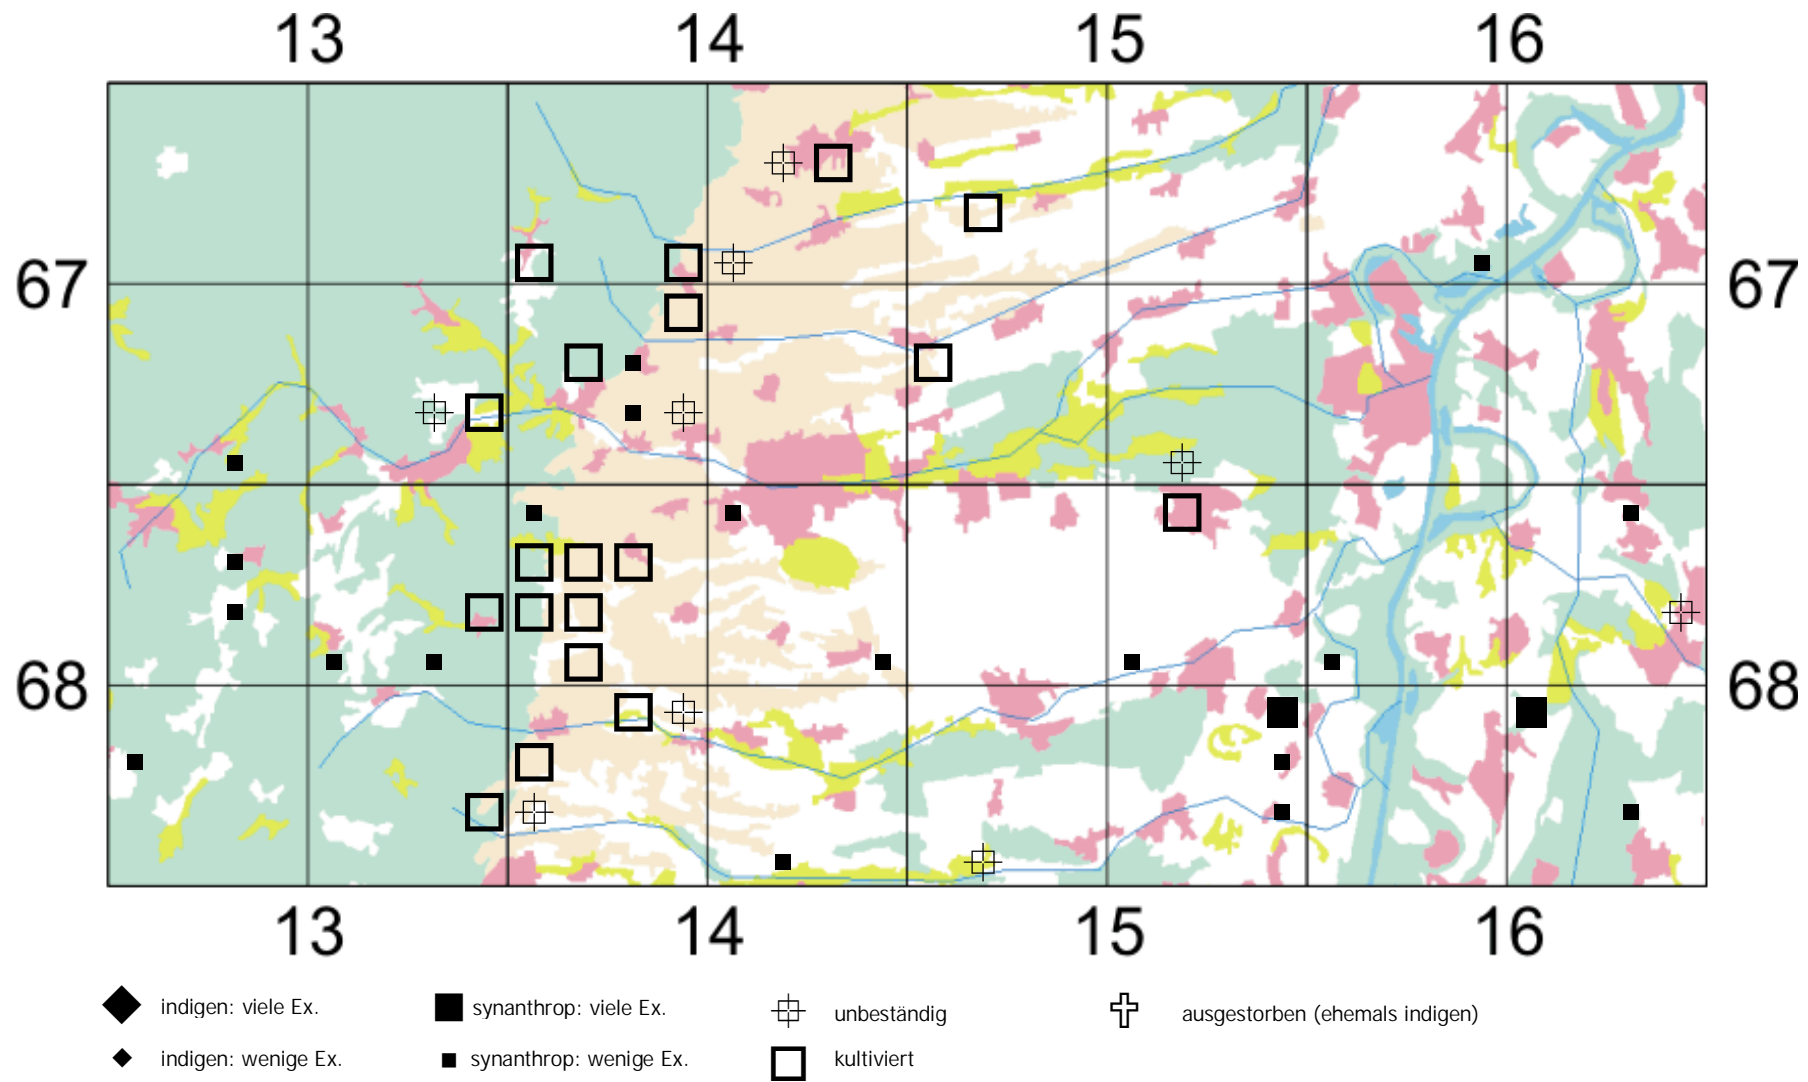 13 14 15 16
67 67
68 68
13 14 15 16
indigen: viele Ex. synanthrop: viele Ex. unbeständig ausgestorben (ehemals indigen)
indigen: wenige Ex. synanthrop: wenige Ex. kultiviert